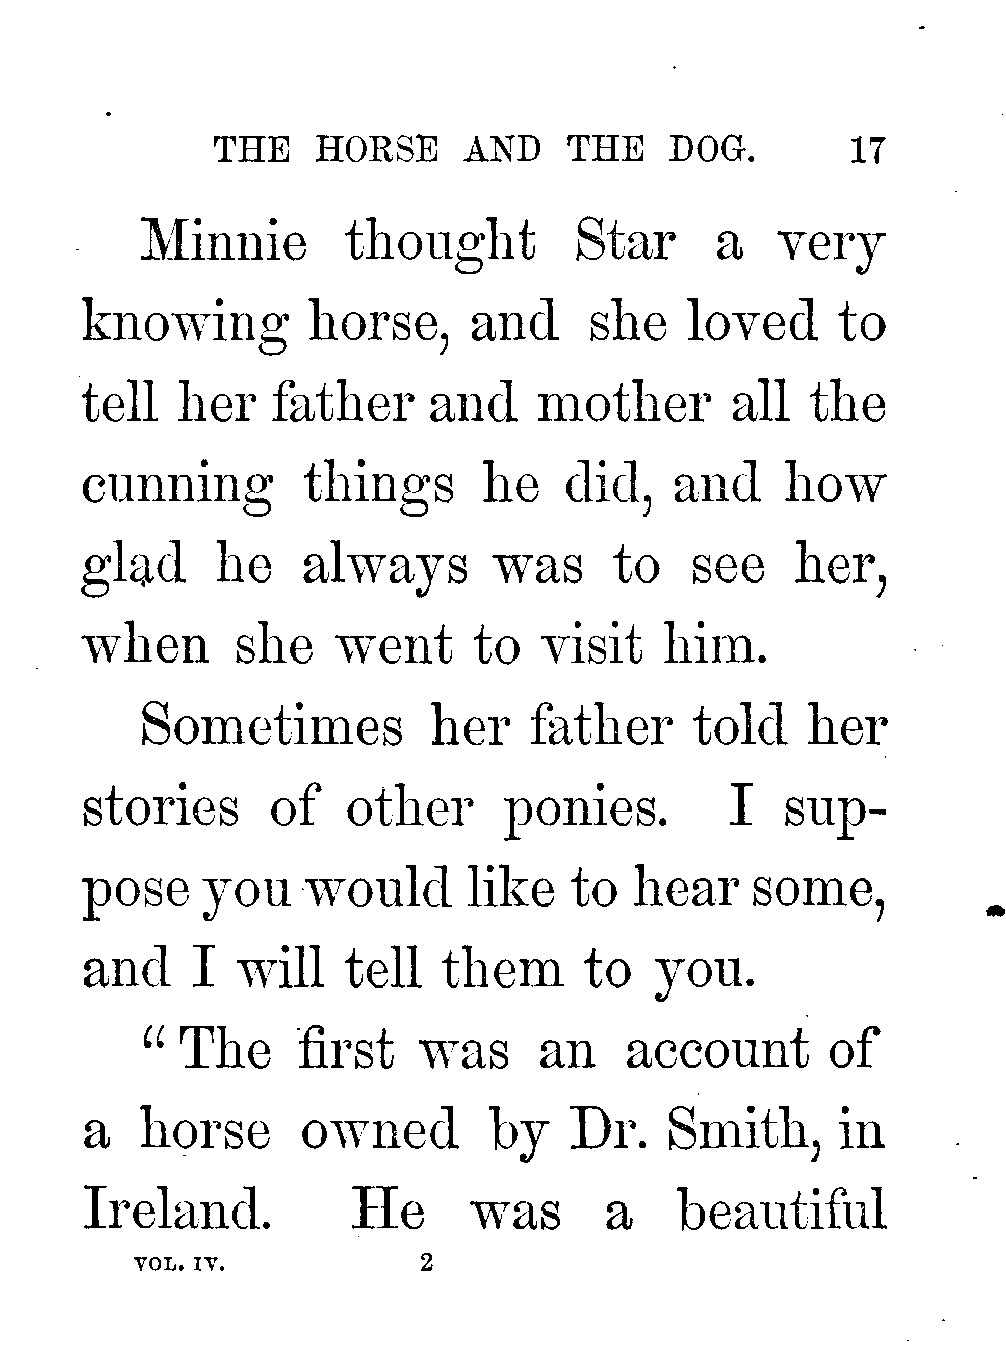 THE HORSE AND THE DOG. 17
Minnie thought Star a very
knowing horse, and she loved to
tell her father and mother all the
cunning things he did, and how
glad he always was to see her,
when she went to visit him.
Sometimes her father told her
stories of other ponies. I sup-
pose you would like to hear some,
and I will tell them to you.
“The first was an account of
a horse owned by Dr. Smith, in
Ireland. He was a beautiful
VOL. IV. 2